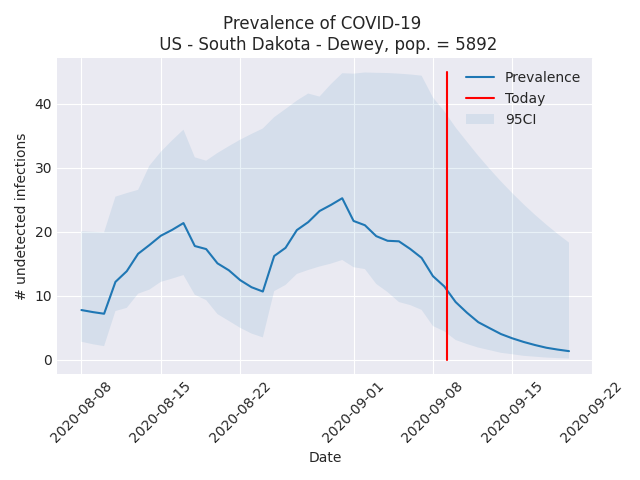 Prevalence of COVID-19
US - South Dakota - Dewey, pop. = 5892
Prevalence
Today
95CI
# undetected infections
40
30
20
10
0
2020-08-08
2020-08-15
2020-08-22
2020-09-01
2020-09-08
2020-09-15
2020-09-22
Date